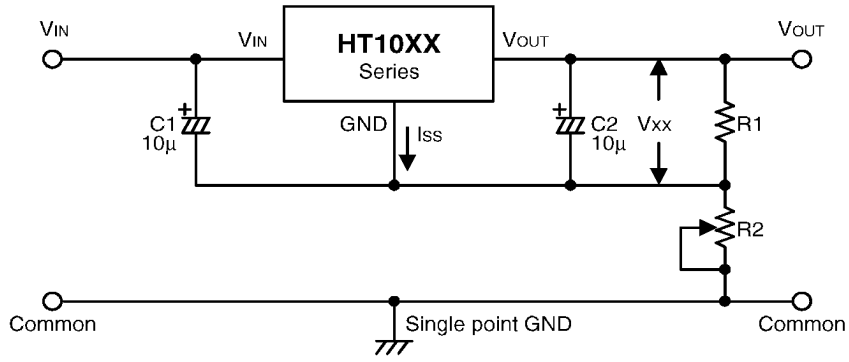 VIN
VIN
HT10XX
Series
VOUT
VOUT
+
C1
10µ
GND
ISS
+
C2
10µ
VXX
R1
R2
Common
Single point GND
Common